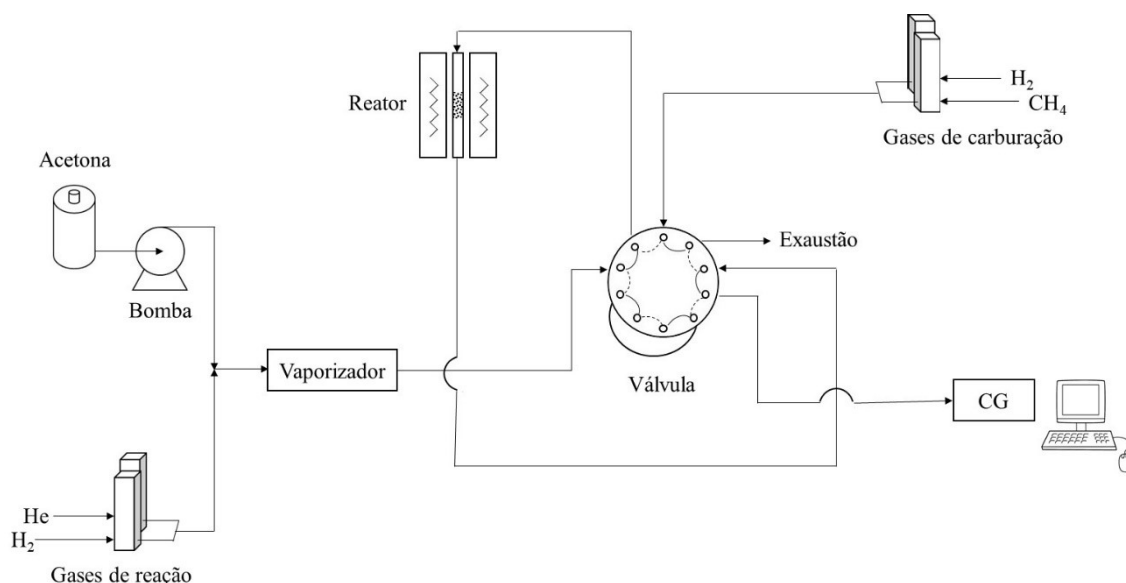 H₂
CH₄
Gases de carburação
Reator
Acetona
Bomba
Exaustão
Vaporizador
Válvula
CG
He
H₂
Gases de reação